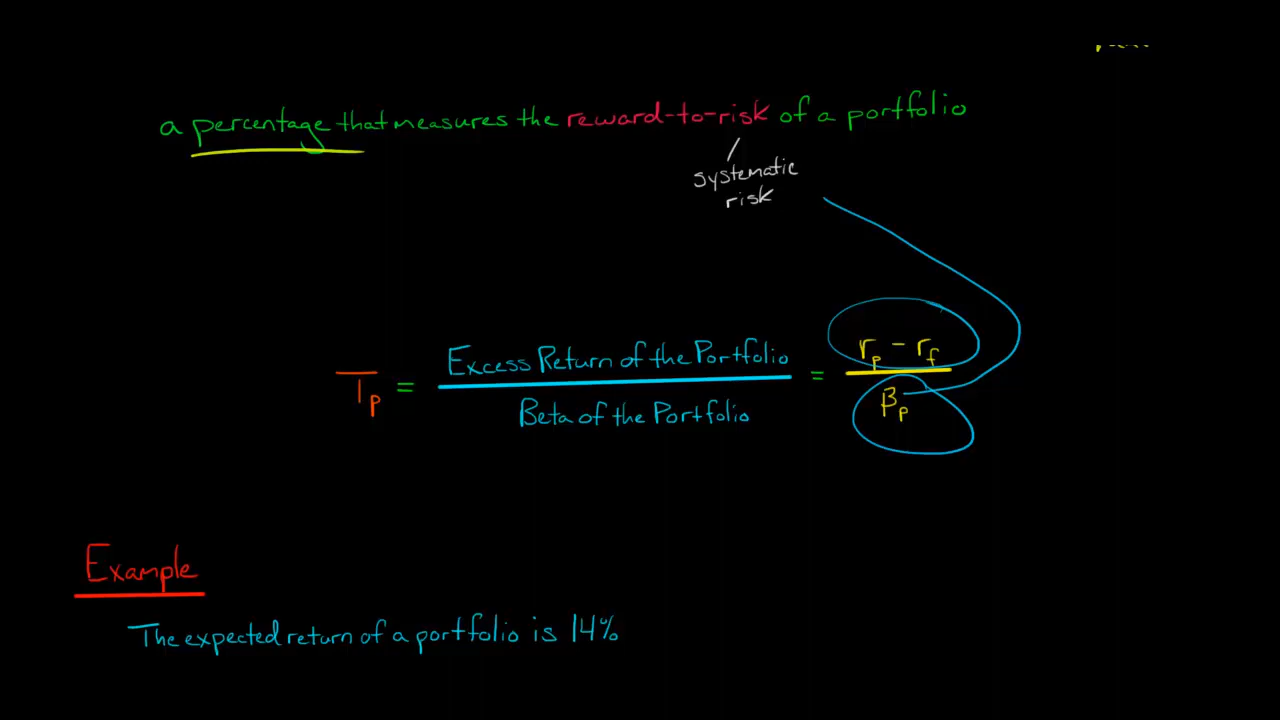 a percentage that measures the reward-to-risk of a portfolio
systematic
risk
Tp = Excess Return of the Portfolio / Beta of the Portfolio = rp - rf / βp
Example
The expected return of a portfolio is 14%